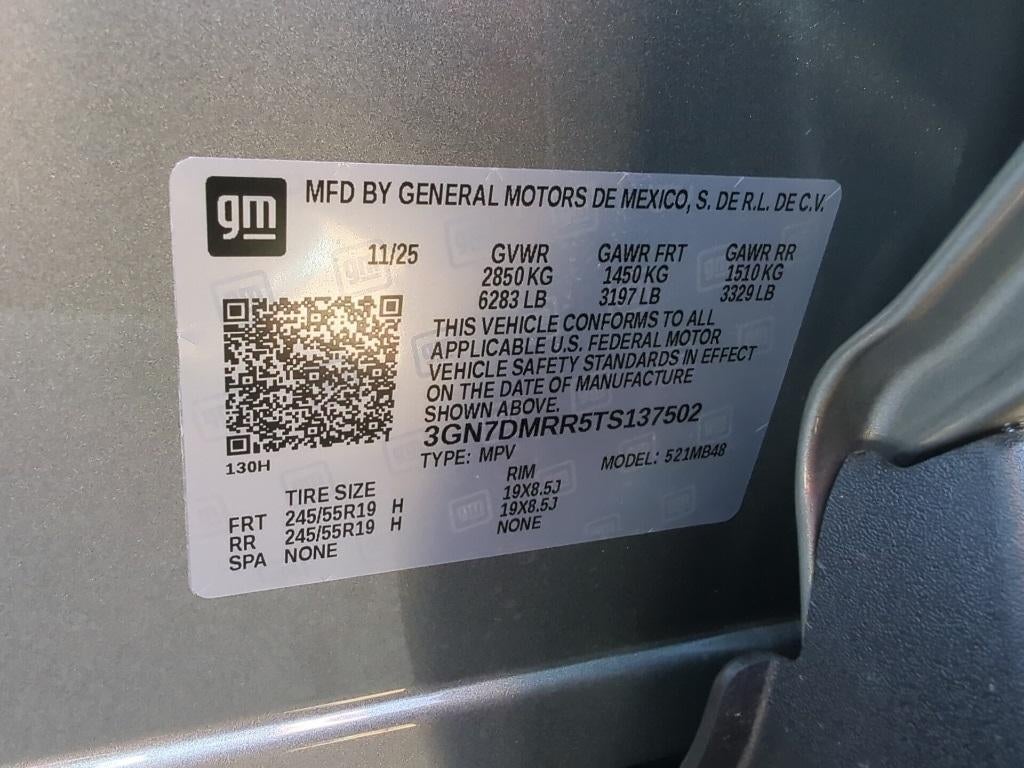 gm MFD BY GENERAL MOTORS DE MEXICO, S. DE R.L. DE C.V.
11/25 GVWR GAWR FRT GAWR RR
2850 KG 1450 KG 1510 KG
6283 LB 3197 LB 3329 LB
THIS VEHICLE CONFORMS TO ALL
APPLICABLE U.S. FEDERAL MOTOR
VEHICLE SAFETY STANDARDS IN EFFECT
ON THE DATE OF MANUFACTURE
SHOWN ABOVE.
3GN7DMRR5TS137502
130H TYPE: MPV MODEL: 521MB48
TIRE SIZE RIM
FRT 245/55R19 H 19X8.5J
RR 245/55R19 H 19X8.5J
SPA NONE NONE